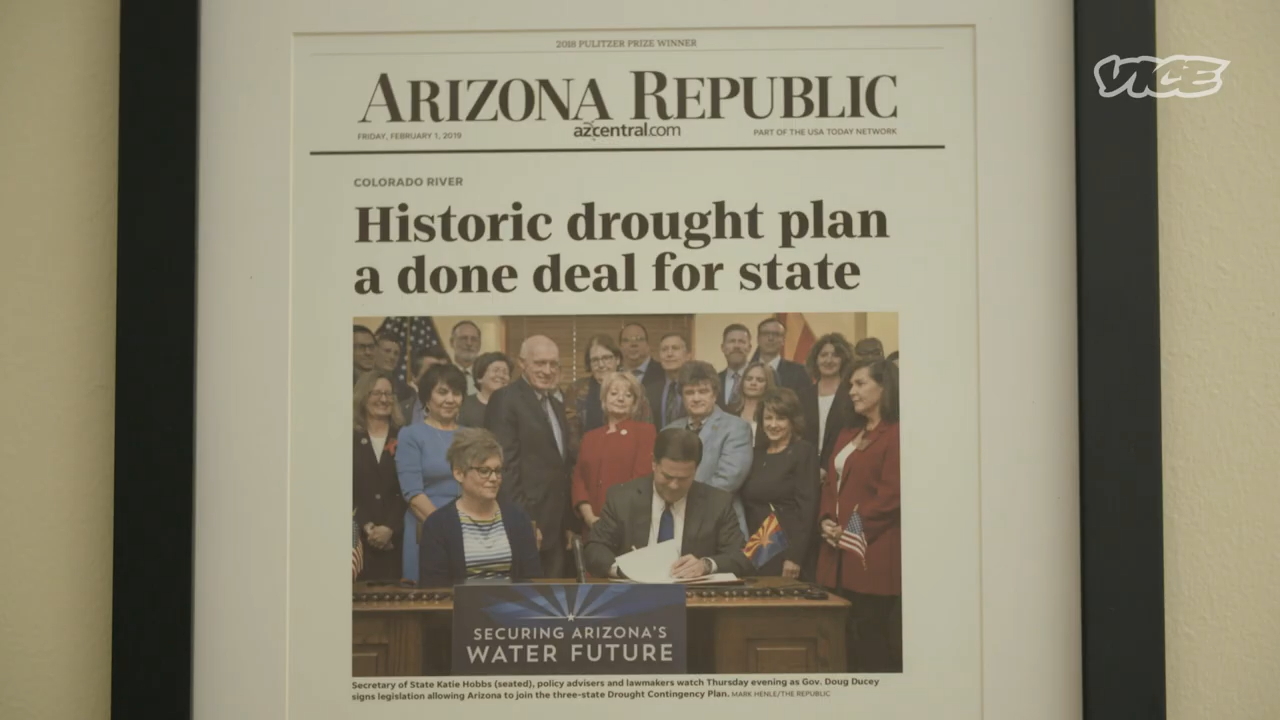 2018 PULITZER PRIZE WINNER
VICE
ARIZONA REPUBLIC
azcentral.com
FRIDAY, FEBRUARY 1, 2019
PART OF THE USA TODAY NETWORK
COLORADO RIVER
Historic drought plan
a done deal for state
SECURING ARIZONA'S
WATER FUTURE
Secretary of State Katie Hobbs (seated), policy advisers and lawmakers watch Thursday evening as Gov. Doug Ducey
signs legislation allowing Arizona to join the three-state Drought Contingency Plan. MARK HENLE/THE REPUBLIC